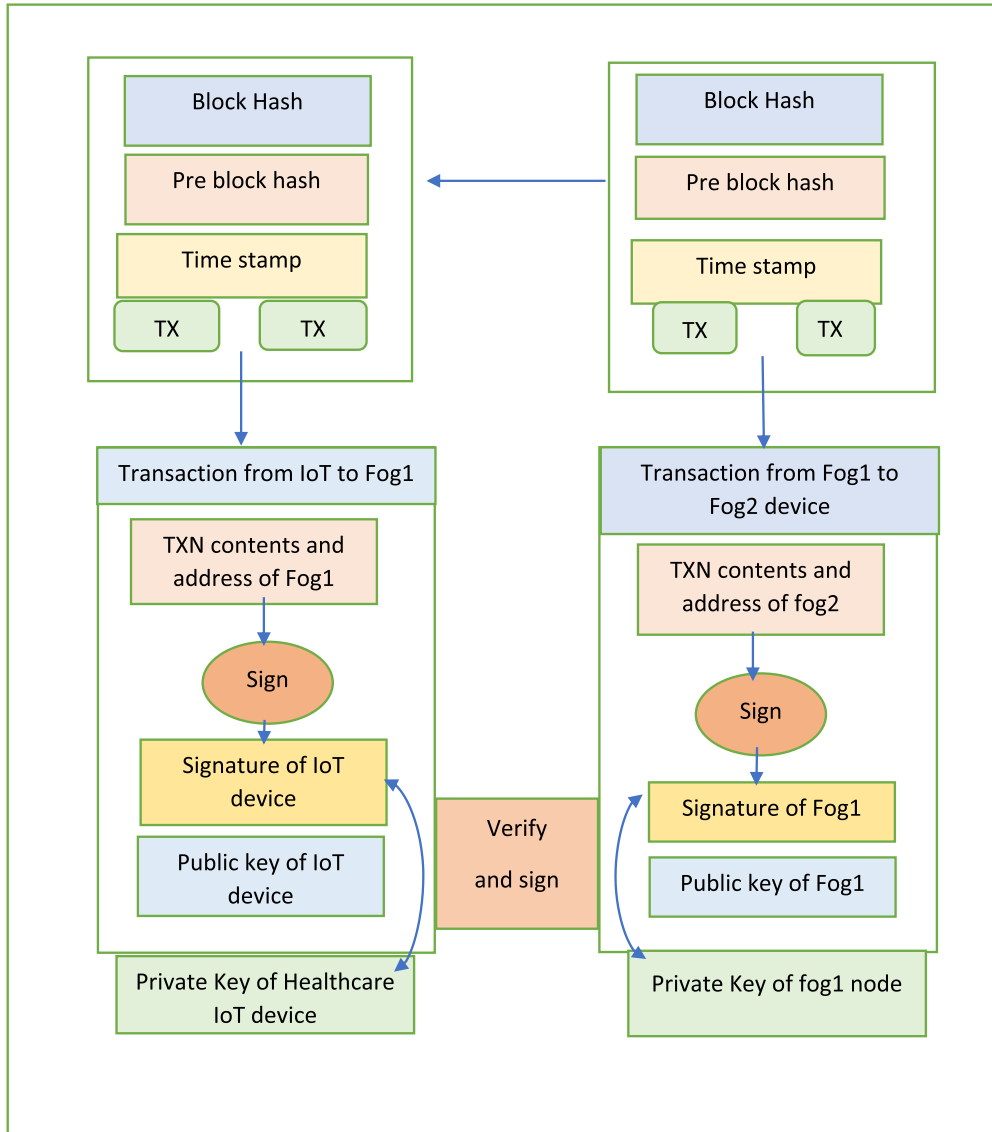 Block Hash
Pre block hash
Time stamp
TX
TX
Block Hash
Pre block hash
Time stamp
TX
TX
Transaction from IoT to Fog1
TXN contents and
address of Fog1
Sign
Signature of IoT
device
Public key of IoT
device
Private Key of Healthcare
IoT device
Verify
and sign
Transaction from Fog1 to
Fog2 device
TXN contents and
address of fog2
Sign
Signature of Fog1
Public key of Fog1
Private Key of fog1 node